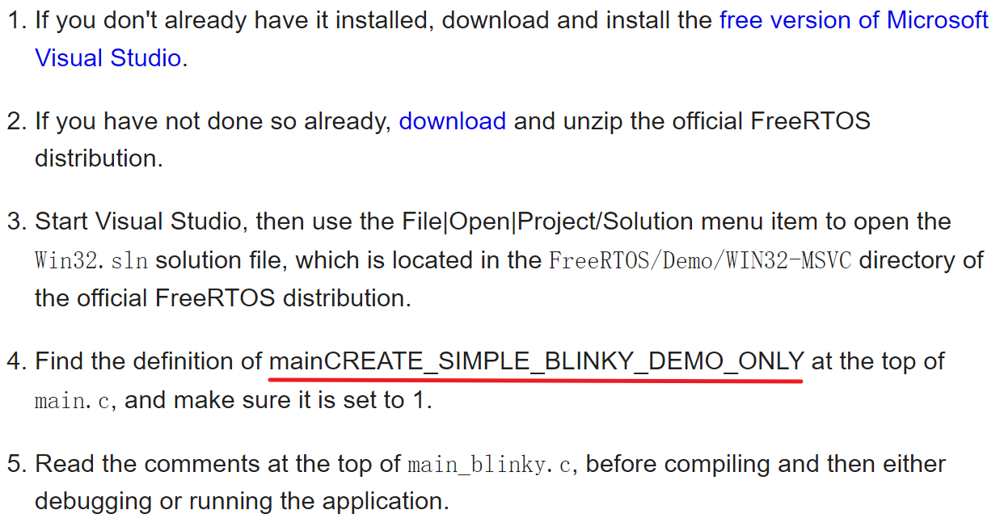 1. If you don't already have it installed, download and install the free version of Microsoft
Visual Studio.
2. If you have not done so already, download and unzip the official FreeRTOS
distribution.
3. Start Visual Studio, then use the File|Open|Project/Solution menu item to open the
Win32.sln solution file, which is located in the FreeRTOS/Demo/WIN32-MSVC directory of
the official FreeRTOS distribution.
4. Find the definition of mainCREATE_SIMPLE_BLINKY_DEMO_ONLY at the top of
main.c, and make sure it is set to 1.
5. Read the comments at the top of main_blinky.c, before compiling and then either
debugging or running the application.